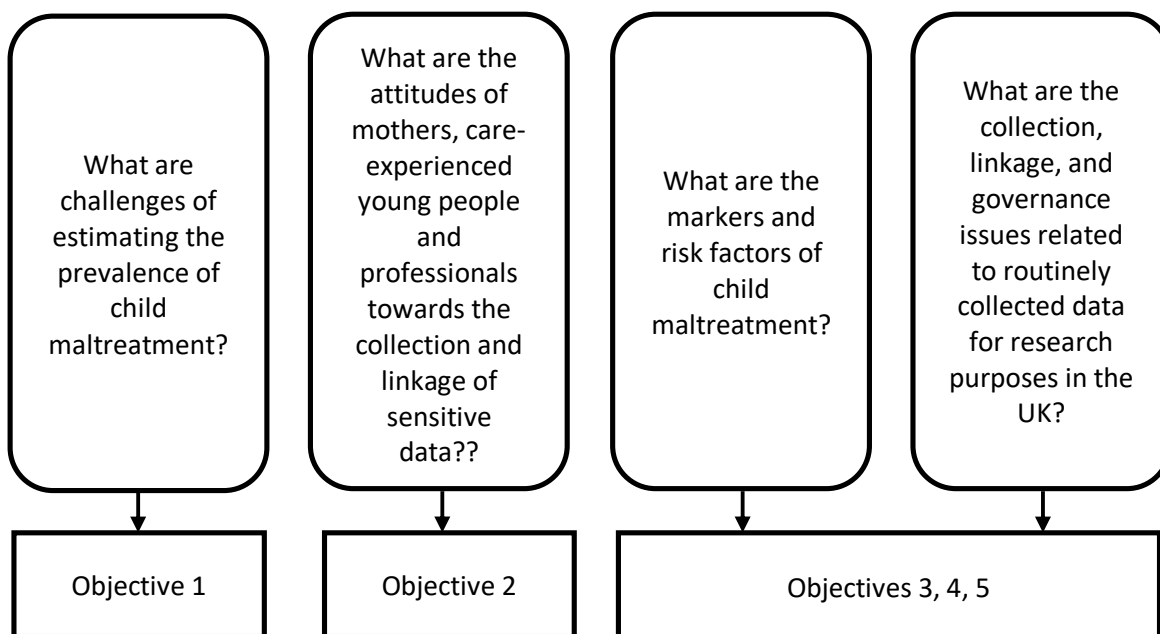 What are
challenges of
estimating the
prevalence of
child
maltreatment?
What are the
attitudes of
mothers, care-
experienced
young people
and
professionals
towards the
collection and
linkage of
sensitive
data??
What are the
markers and
risk factors of
child
maltreatment?
What are the
collection,
linkage, and
governance
issues related
to routinely
collected data
for research
purposes in the
UK?
Objective 1
Objective 2
Objectives 3, 4, 5